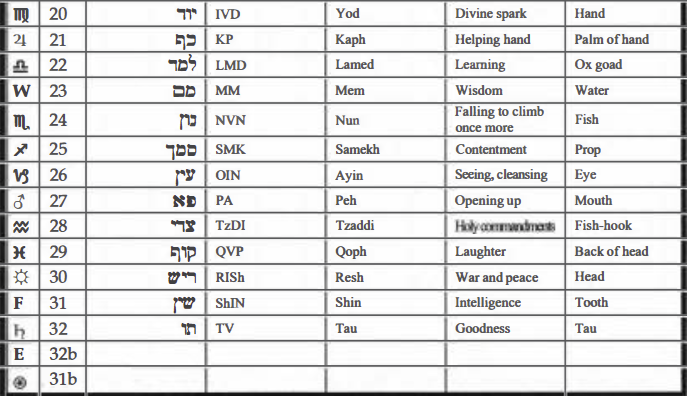 ♍ 20 יוד IVD Yod Divine spark Hand
♃ 21 כף KP Kaph Helping hand Palm of hand
♎ 22 למד LMD Lamed Learning Ox goad
W 23 מם MM Mem Wisdom Water
♏ 24 נון NVN Nun Falling to climb once more Fish
♐ 25 סמך SMK Samekh Contentment Prop
♑ 26 עין OIN Ayin Seeing, cleansing Eye
♂ 27 פא PA Peh Opening up Mouth
♒ 28 צדי TzDI Tzaddi Holy commandments Fish-hook
♓ 29 קוף QVP Qoph Laughter Back of head
☼ 30 ריש RISh Resh War and peace Head
F 31 שין ShIN Shin Intelligence Tooth
♄ 32 תו TV Tau Goodness Tau
E 32b
31b